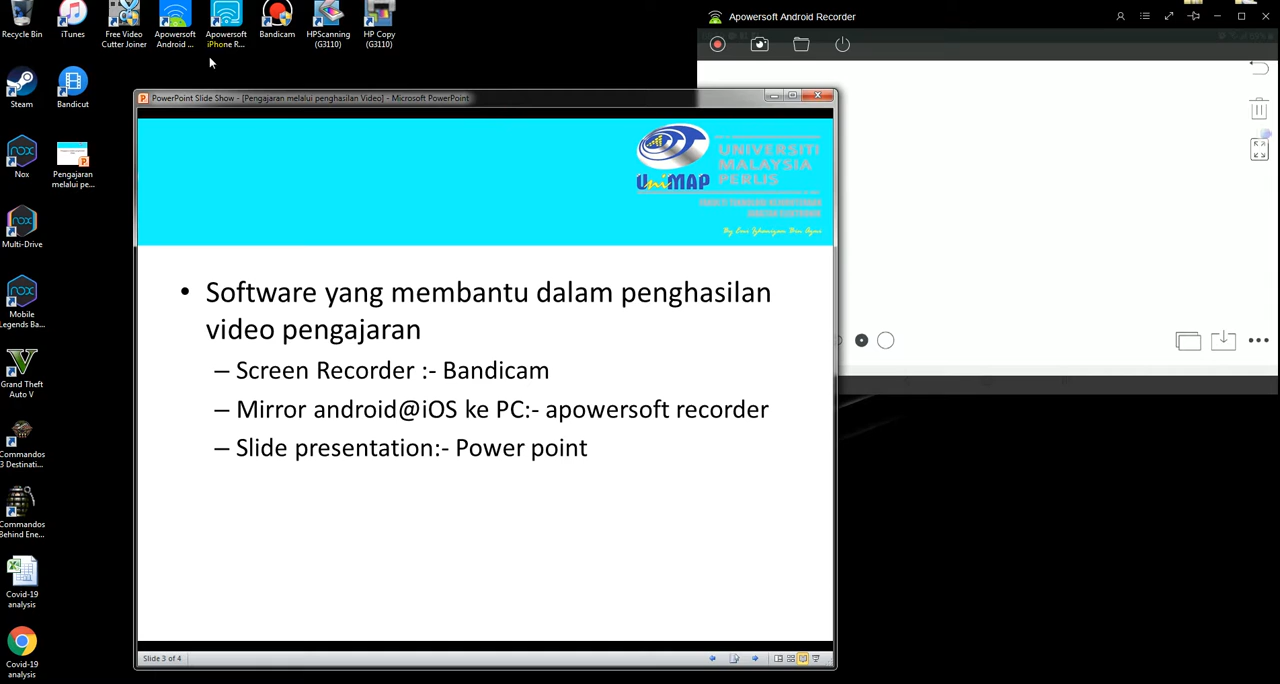 Recycle Bin
iTunes
Free Video
Cutter Joiner
Apowersoft
Android ...
Apowersoft
iPhone R...
Bandicam
HPScanning
(G3110)
HP Copy
(G3110)
Steam
Bandicut
Nox
Pengajaran
melalui pe...
Multi-Drive
Mobile
Legends Ba...
Grand Theft
Auto V
Commandos
3 Destinati...
Commandos
Behind Ene...
Covid-19
analysis
Covid-19
analysis
Apowersoft Android Recorder
PowerPoint Slide Show - [Pengajaran melalui penghasilan Video] - Microsoft PowerPoint
UniMAP
UNIVERSITI
MALAYSIA
PERLIS
• Software yang membantu dalam penghasilan
video pengajaran
– Screen Recorder :- Bandicam
– Mirror android@iOS ke PC:- apowersoft recorder
– Slide presentation:- Power point
Slide 3 of 4